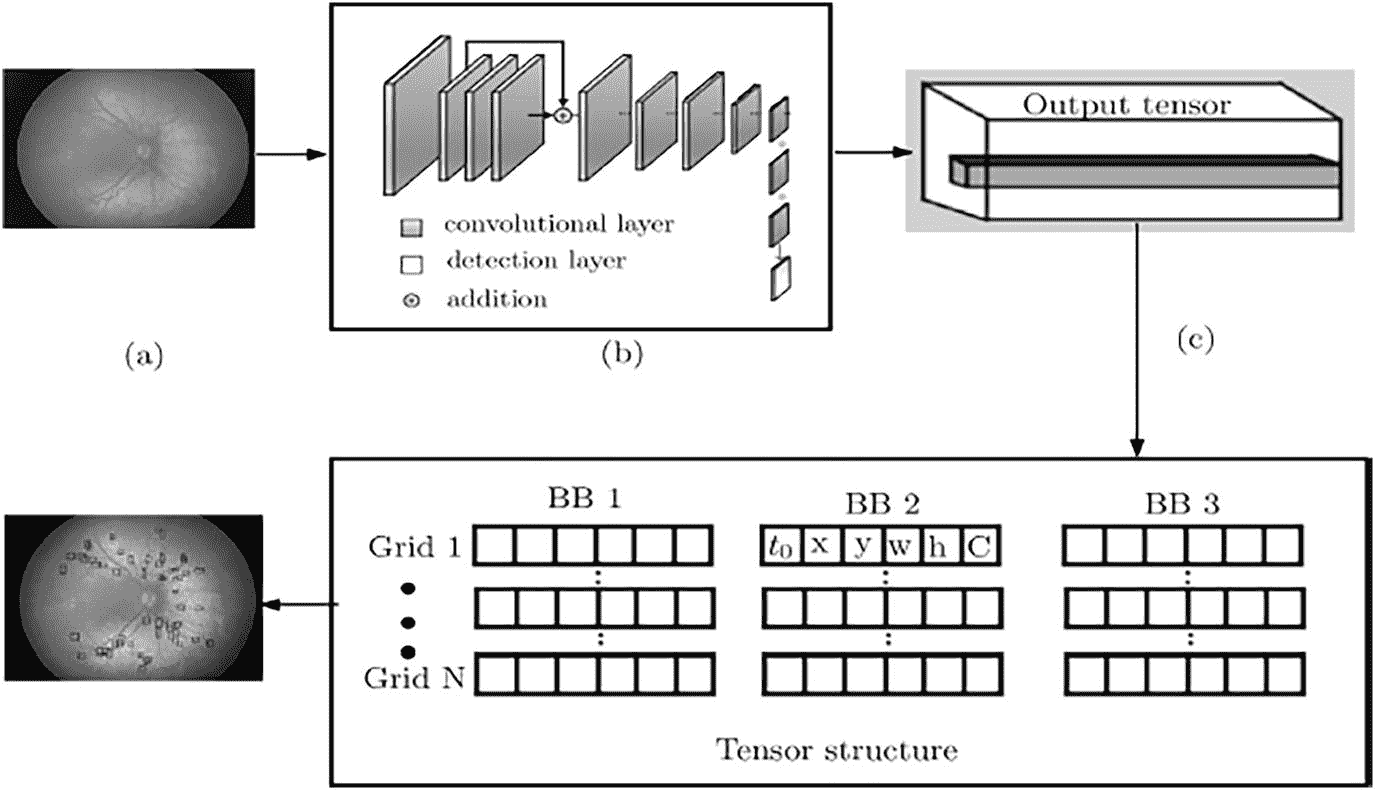 Output tensor
convolutional layer
detection layer
addition
(a)
(b)
(c)
BB 1 BB 2 BB 3
Grid 1 t₀ x y w h C
Grid N
Tensor structure